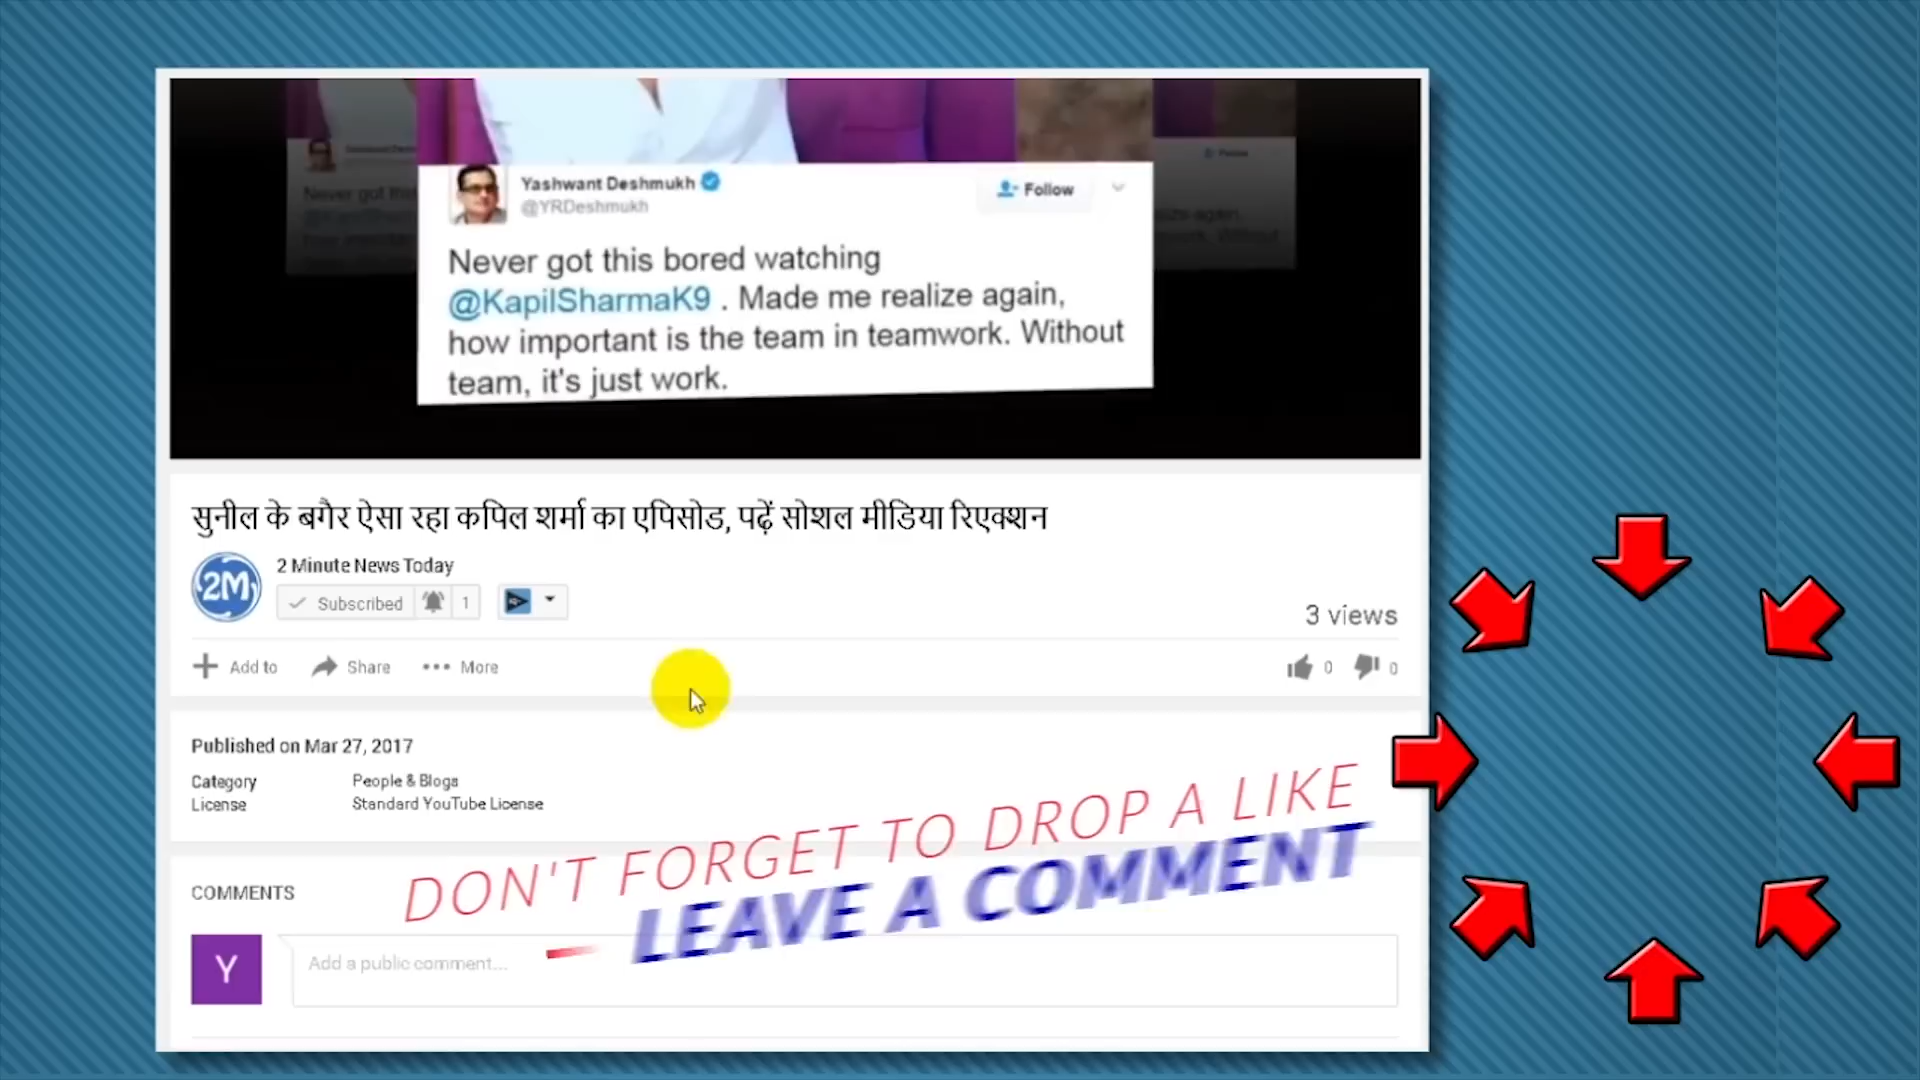 Yashwant Deshmukh
@YRDeshmukh
Follow
Never got this bored watching
@KapilSharmaK9 . Made me realize again,
how important is the team in teamwork. Without
team, it's just work.
सुनील के बगैर ऐसा रहा कपिल शर्मा का एपिसोड, पढ़ें सोशल मीडिया रिएक्शन
2M
2 Minute News Today
Subscribed 1
3 views
Add to Share More 0 0
Published on Mar 27, 2017
Category People & Blogs
License Standard YouTube License
DON'T FORGET TO DROP A LIKE
LEAVE A COMMENT
COMMENTS
Y
Add a public comment...